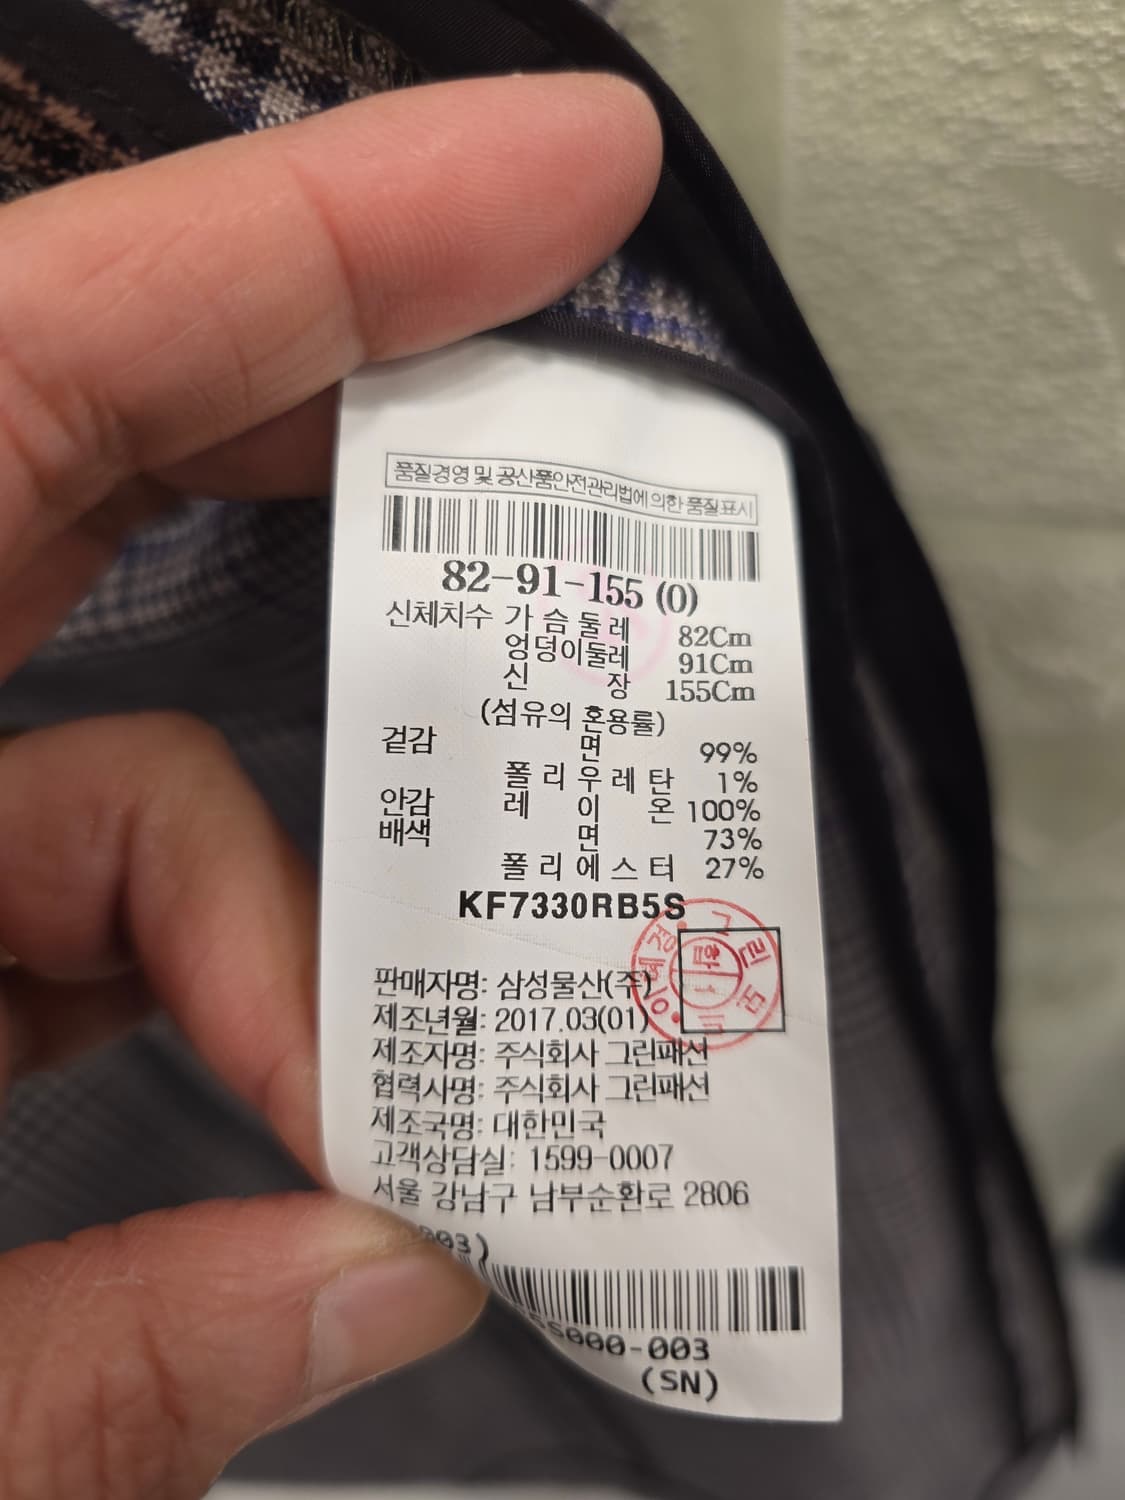 품질경영 및 공산품안전관리법에 의한 품질표시
82-91-155 (0)
신체치수 가슴둘레 82Cm
엉덩이둘레 91Cm
신장 155Cm
(섬유의 혼용률)
겉감 면 99%
폴리우레탄 1%
안감 레이온 100%
배색 면 73%
폴리에스터 27%
KF7330RB5S
판매자명: 삼성물산(주)
제조년월: 2017.03(01)
제조자명: 주식회사 그린패션
협력사명: 주식회사 그린패션
제조국명: 대한민국
고객상담실: 1599-0007
서울 강남구 남부순환로 2806
003)
5S000-003
(SN)